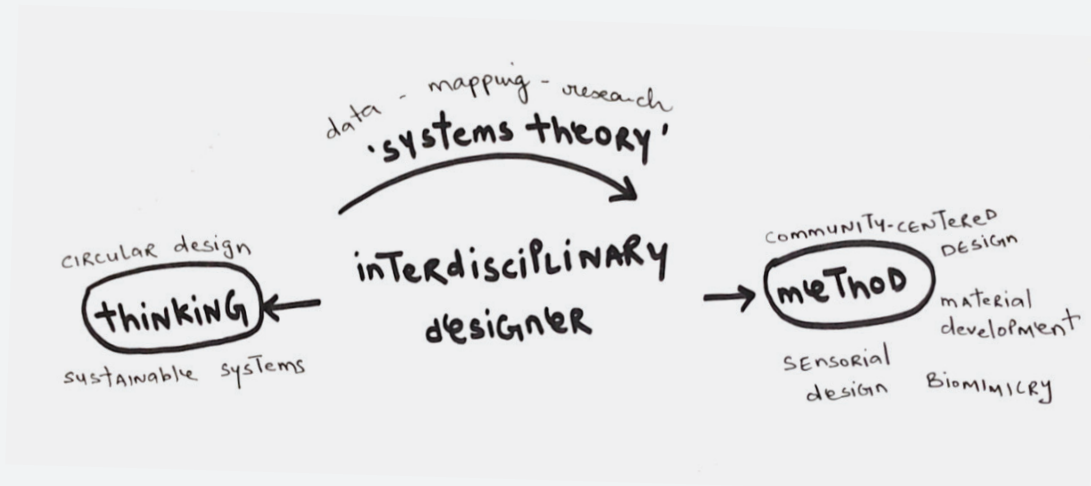 data - mapping - research
'systems theory'
circular design
thinking
sustainable systems
interdisciplinary
designer
community-centered
design
method
material
development
sensorial
design
Biomimicry